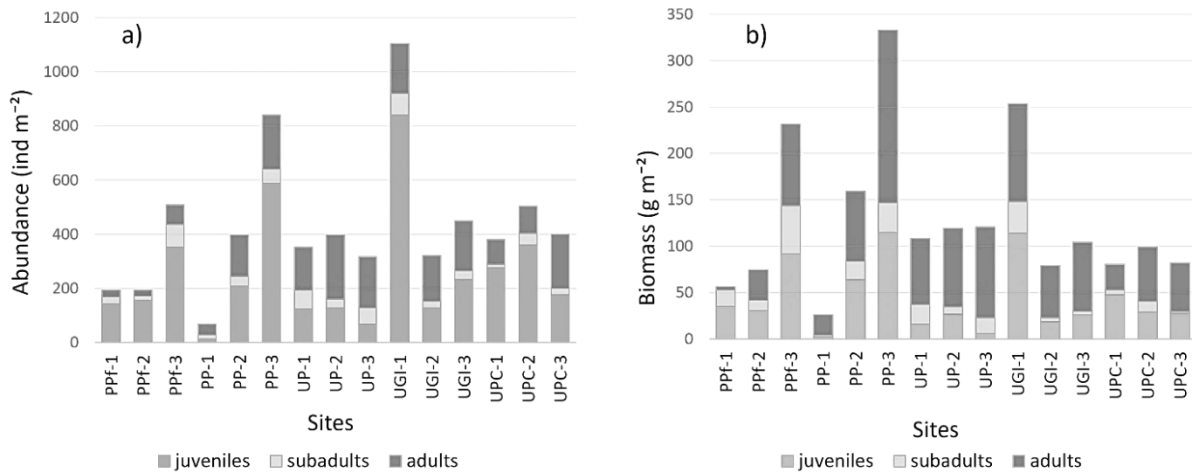 a)
Abundance (ind m⁻²)
1200
1000
800
600
400
200
0
PPf-1 PPf-2 PPf-3 PP-1 PP-2 PP-3 UP-1 UP-2 UP-3 UGI-1 UGI-2 UGI-3 UPC-1 UPC-2 UPC-3
Sites
juveniles subadults adults
b)
Biomass (g m⁻²)
350
300
250
200
150
100
50
0
PPf-1 PPf-2 PPf-3 PP-1 PP-2 PP-3 UP-1 UP-2 UP-3 UGI-1 UGI-2 UGI-3 UPC-1 UPC-2 UPC-3
Sites
juveniles subadults adults